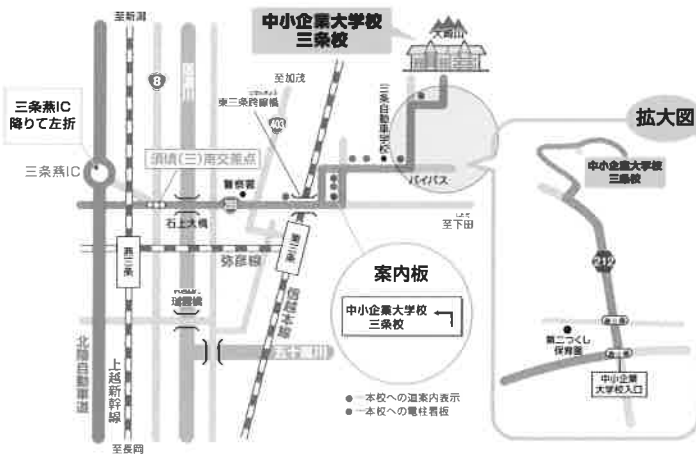 至新潟
中小企業大学校
三条校
大崎山
8
至加茂
東三条跨線橋
403
三条自動車学校
三条燕IC
降りて左折
拡大図
三条燕IC
須頃(三)南交差点
警察署
バイパス
中小企業大学校
三条校
石上大橋
至下田
燕三条
弥彦線
東三条
案内板
212
中小企業大学校
三条校
信越本線
第二つくし
保育園
五十嵐川
中小企業
大学校入口
北陸自動車道
上越新幹線
●―本校への道案内表示
●―本校への電柱看板
至長岡